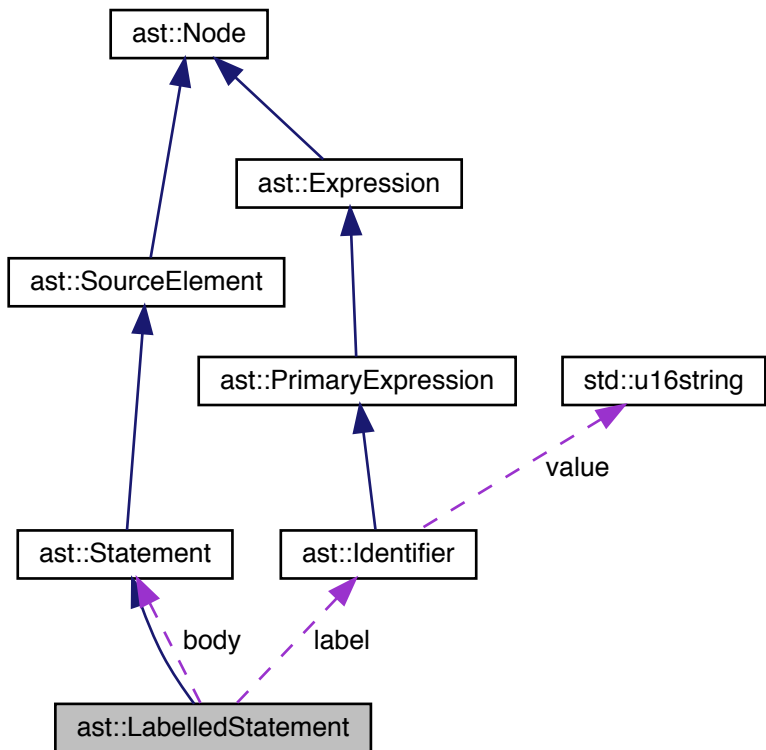 ast::Node
ast::Expression
ast::SourceElement
ast::PrimaryExpression
std::u16string
value
ast::Statement
ast::Identifier
body
label
ast::LabelledStatement